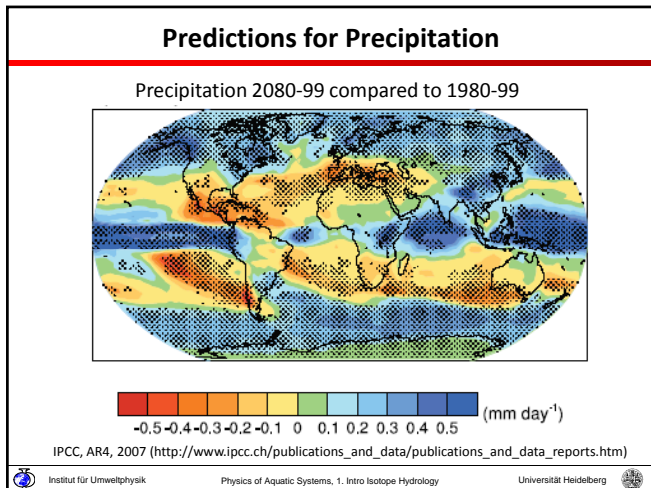 Predictions for Precipitation
Precipitation 2080-99 compared to 1980-99
-0.5 -0.4 -0.3 -0.2 -0.1 0 0.1 0.2 0.3 0.4 0.5 (mm day⁻¹)
IPCC, AR4, 2007 (http://www.ipcc.ch/publications_and_data/publications_and_data_reports.htm)
Institut für Umweltphysik Physics of Aquatic Systems, 1. Intro Isotope Hydrology Universität Heidelberg